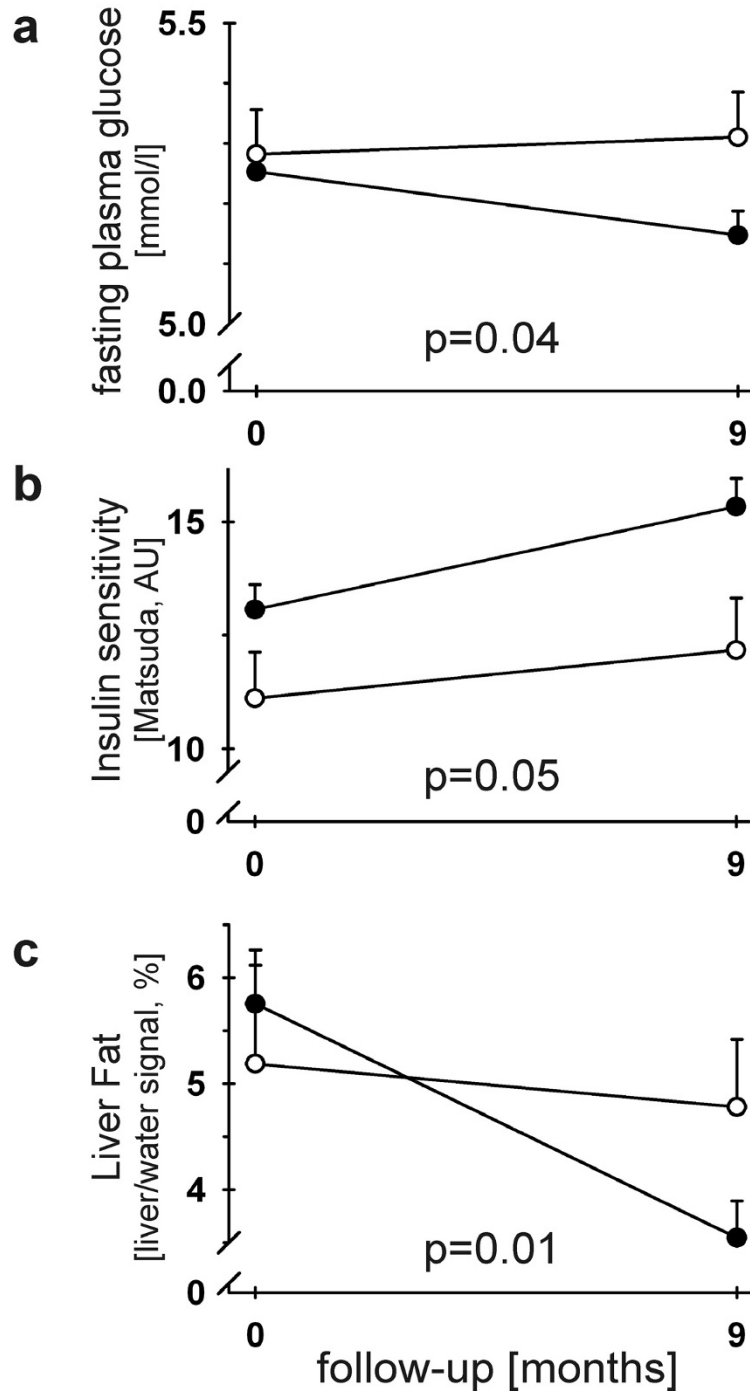 a
fasting plasma glucose
[mmol/l]
5.5
5.0
0.0
p=0.04
0 9
b
Insulin sensitivity
[Matsuda, AU]
15
10
0
p=0.05
0 9
c
Liver Fat
[liver/water signal, %]
6
5
4
0
p=0.01
0 9
follow-up [months]